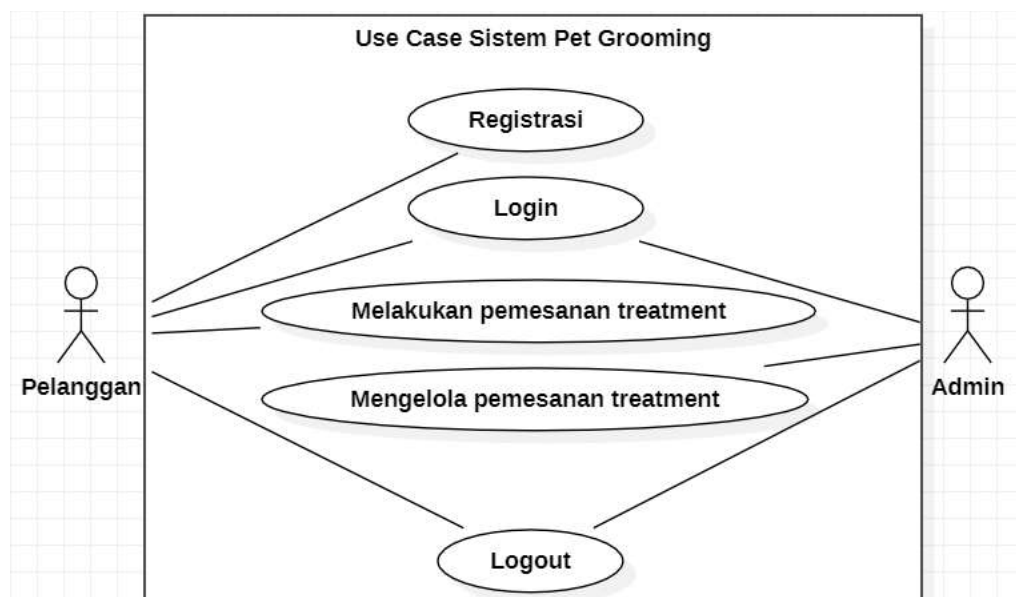 Use Case Sistem Pet Grooming
Registrasi
Login
Melakukan pemesanan treatment
Pelanggan
Admin
Mengelola pemesanan treatment
Logout